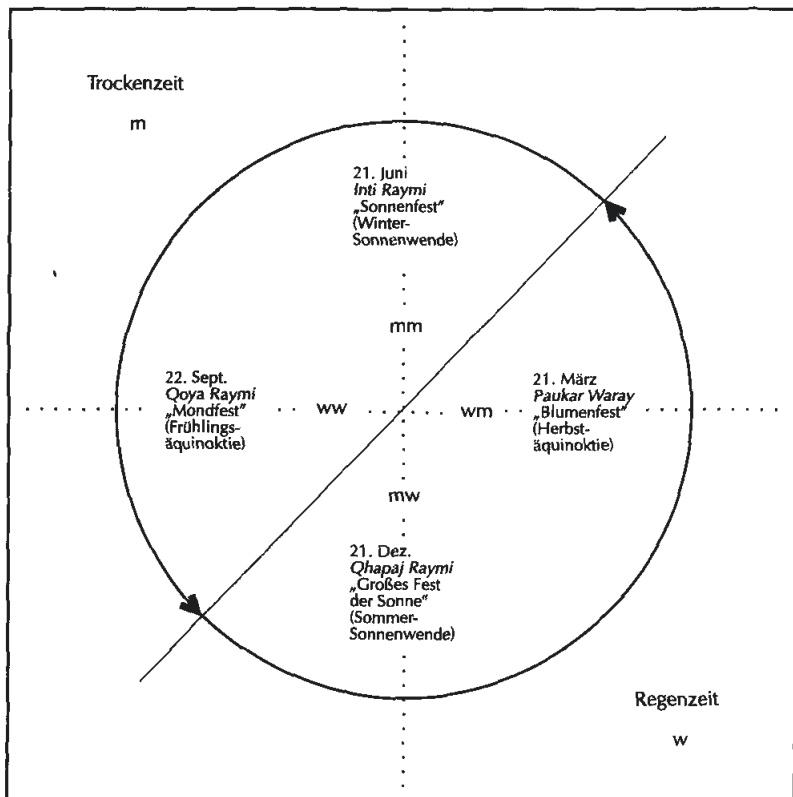 Trockenzeit
m
21. Juni
Inti Raymi
„Sonnenfest"
(Winter-
Sonnenwende)
mm
22. Sept.
Qoya Raymi
„Mondfest"
(Frühlings-
äquinoktie)
ww
wm
21. März
Paukar Waray
„Blumenfest"
(Herbst-
äquinoktie)
mw
21. Dez.
Qhapaj Raymi
„Großes Fest
der Sonne"
(Sommer-
Sonnenwende)
Regenzeit
w